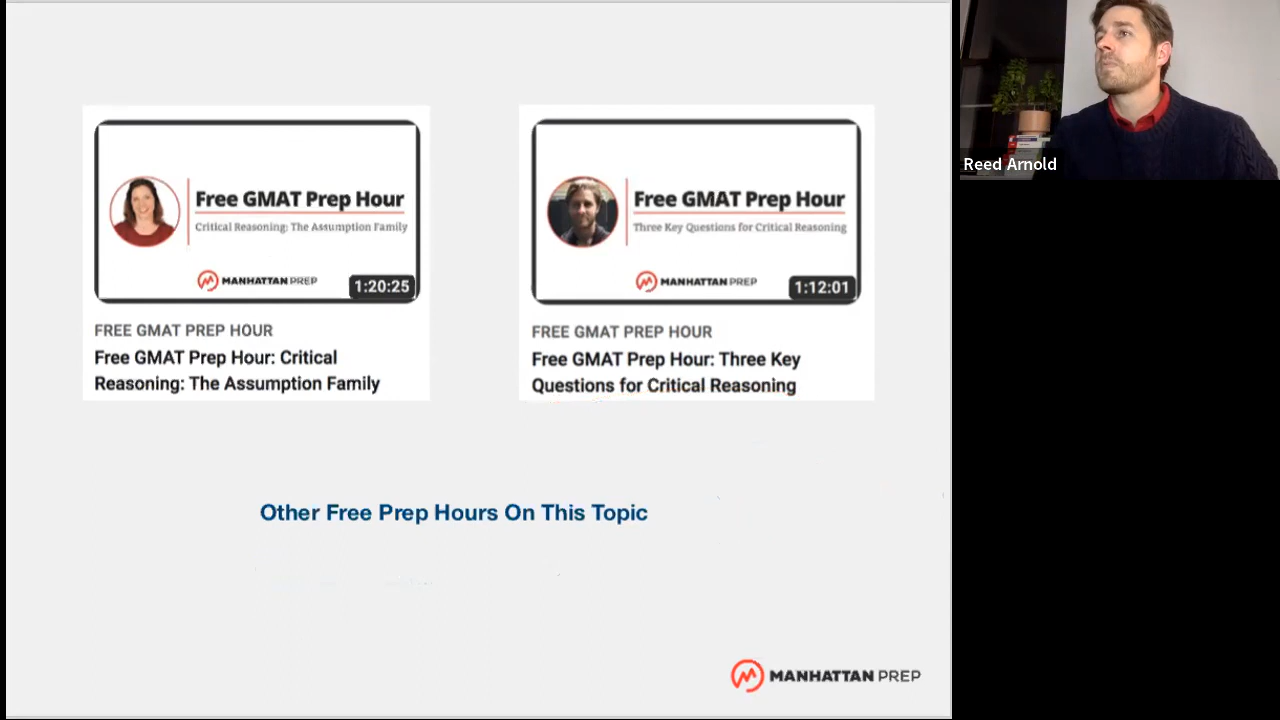 Free GMAT Prep Hour
Critical Reasoning: The Assumption Family
MANHATTAN PREP
1:20:25
FREE GMAT PREP HOUR
Free GMAT Prep Hour: Critical
Reasoning: The Assumption Family
Free GMAT Prep Hour
Three Key Questions for Critical Reasoning
MANHATTAN PREP
1:12:01
FREE GMAT PREP HOUR
Free GMAT Prep Hour: Three Key
Questions for Critical Reasoning
Other Free Prep Hours On This Topic
MANHATTAN PREP
Reed Arnold